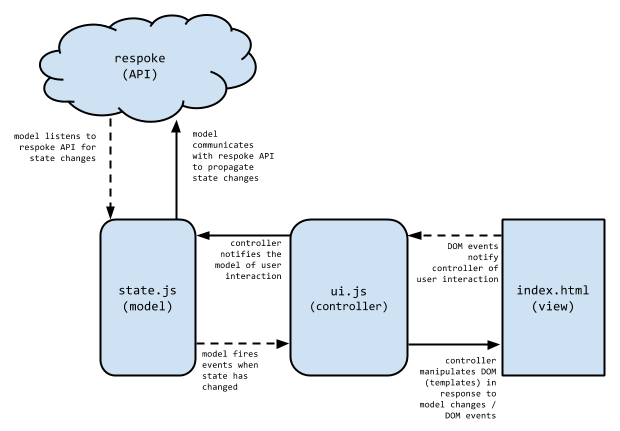 respoke
(API)
model listens to
respoke API for
state changes
model
communicates
with respoke API
to propagate
state changes
state.js
(model)
controller
notifies the
model of user
interaction
model fires
events when
state has
changed
ui.js
(controller)
DOM events
notify
controller of
user interaction
controller
manipulates DOM
(templates) in
response to
model changes /
DOM events
index.html
(view)